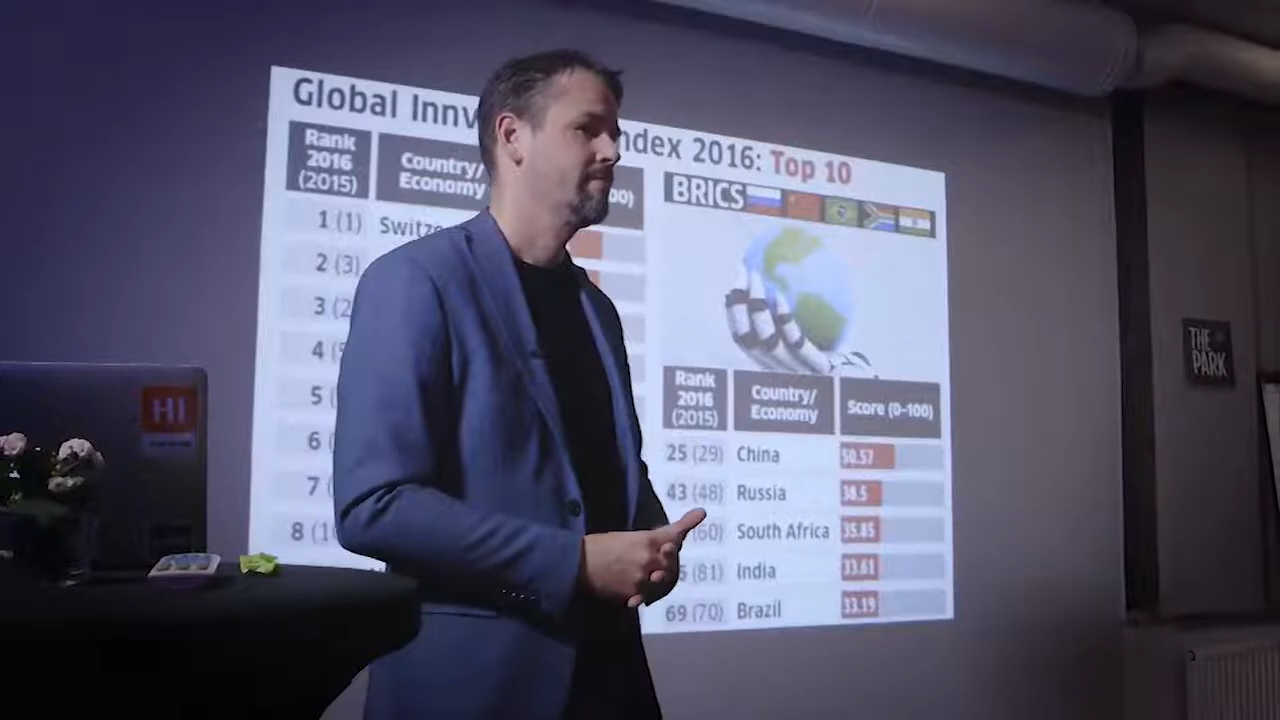 Global Innv ndex 2016: Top 10
Rank
2016
(2015)
Country/
Economy
00)
1 (1) Switze
2 (3)
3 (2
4
5 (
6 (
7 (
8 (1
BRICS
Rank
2016
(2015)
Country/
Economy
Score (0-100)
25 (29) China 50.57
43 (48) Russia 38.5
(60) South Africa 35.85
(81) India 33.61
69 (70) Brazil 33.19
HI
THE
PARK